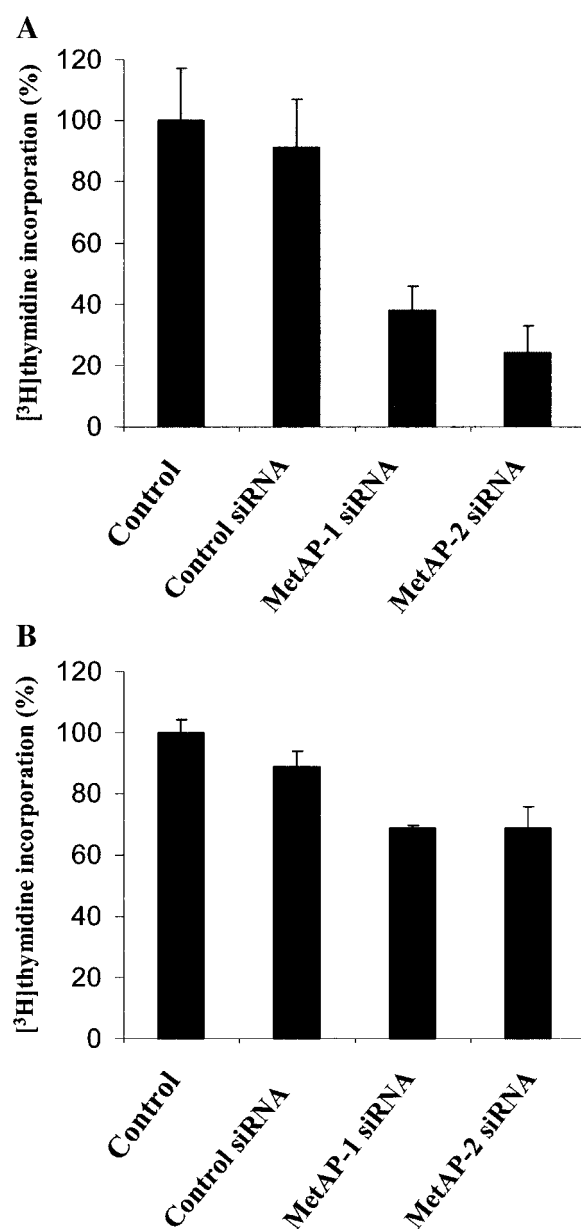 A
[³H]thymidine incorporation (%)
120
100
80
60
40
20
0
Control
Control siRNA
MetAP-1 siRNA
MetAP-2 siRNA
B
[³H]thymidine incorporation (%)
120
100
80
60
40
20
0
Control
Control siRNA
MetAP-1 siRNA
MetAP-2 siRNA